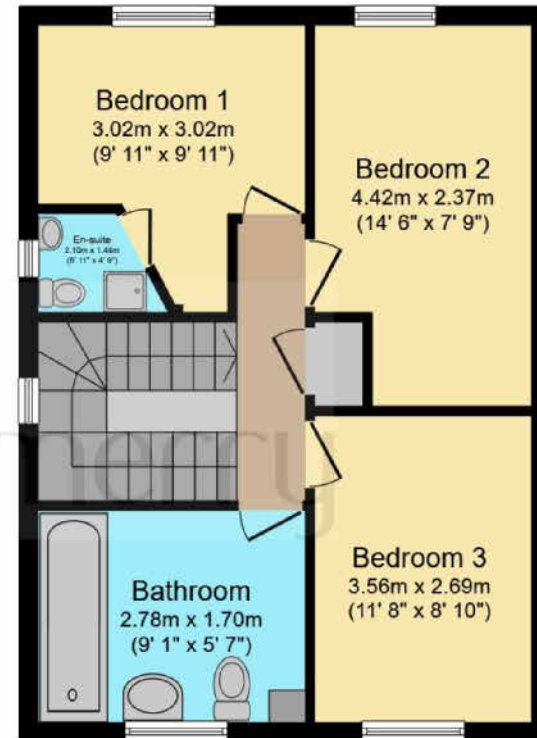 Bedroom 1
3.02m x 3.02m
(9' 11" x 9' 11")
Bedroom 2
4.42m x 2.37m
(14' 6" x 7' 9")
En-suite
2.10m x 1.46m
(6' 11" x 4' 9")
merry
Bedroom 3
3.56m x 2.69m
(11' 8" x 8' 10")
Bathroom
2.78m x 1.70m
(9' 1" x 5' 7")